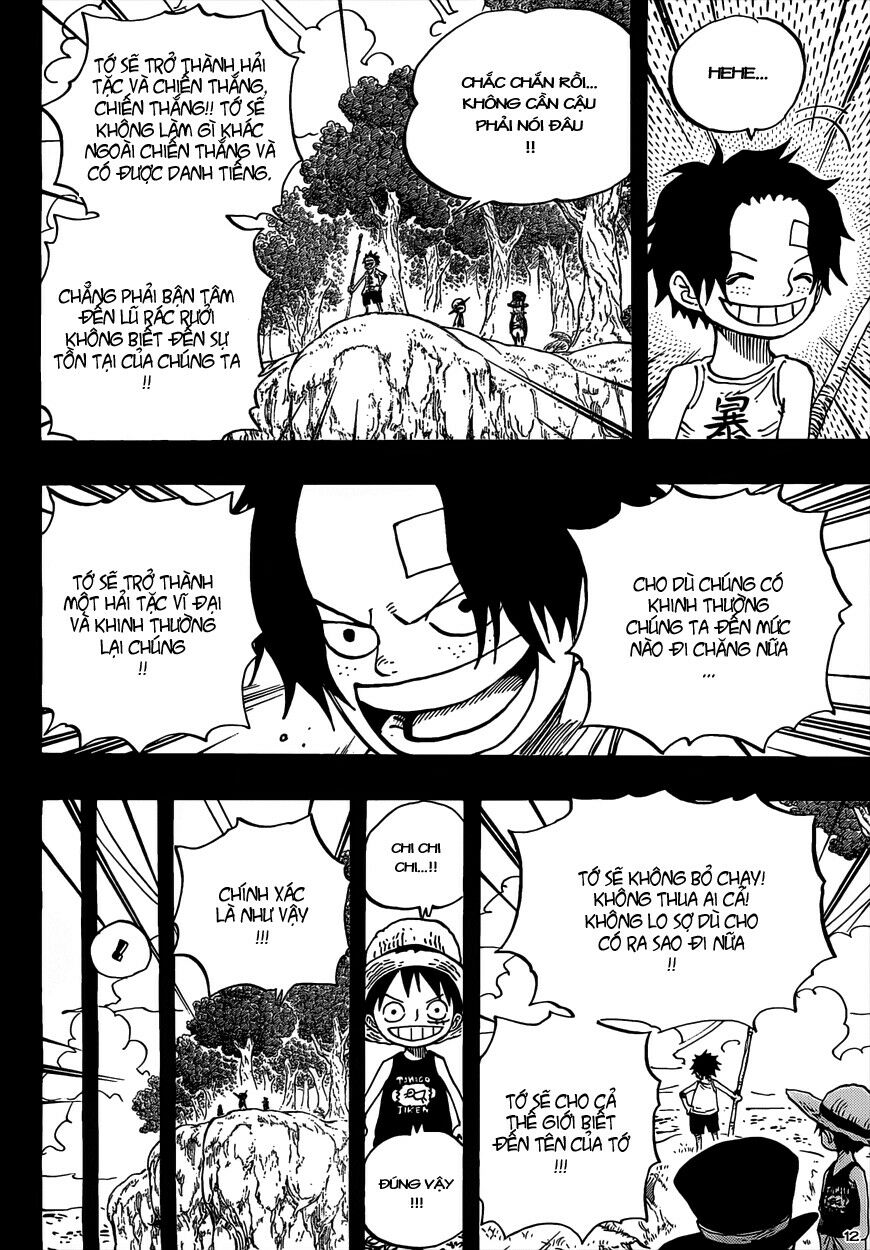 HEHE...
CHẮC CHẮN RỒI...
KHÔNG CẦN CẬU
PHẢI NÓI ĐÂU
!!
TỚ SẼ TRỞ THÀNH HẢI
TẶC VÀ CHIẾN THẮNG,
CHIẾN THẮNG!! TỚ SẼ
KHÔNG LÀM GÌ KHÁC
NGOÀI CHIẾN THẮNG VÀ
CÓ ĐƯỢC DANH TIẾNG.
CHẲNG PHẢI BẬN TÂM
ĐẾN LŨ RÁC RƯỞI
KHÔNG BIẾT ĐẾN SỰ
TỒN TẠI CỦA CHÚNG TA
!!
CHO DÙ CHÚNG CÓ
KHINH THƯỜNG
CHÚNG TA ĐẾN MỨC
NÀO ĐI CHĂNG NỮA
...
TỚ SẼ TRỞ THÀNH
MỘT HẢI TẶC VĨ ĐẠI
VÀ KHINH THƯỜNG
LẠI CHÚNG
!!
TỚ SẼ KHÔNG BỎ CHẠY!
KHÔNG THUA AI CẢ!
KHÔNG LO SỢ DÙ CHO
CÓ RA SAO ĐI NỮA
!!
TỚ SẼ CHO CẢ
THẾ GIỚI BIẾT
ĐẾN TÊN CỦA TỚ
!!!
CHI CHI
CHI...!!
ĐÚNG VẬY
!!!
CHÍNH XÁC
LÀ NHƯ VẬY
!!!
!!
12